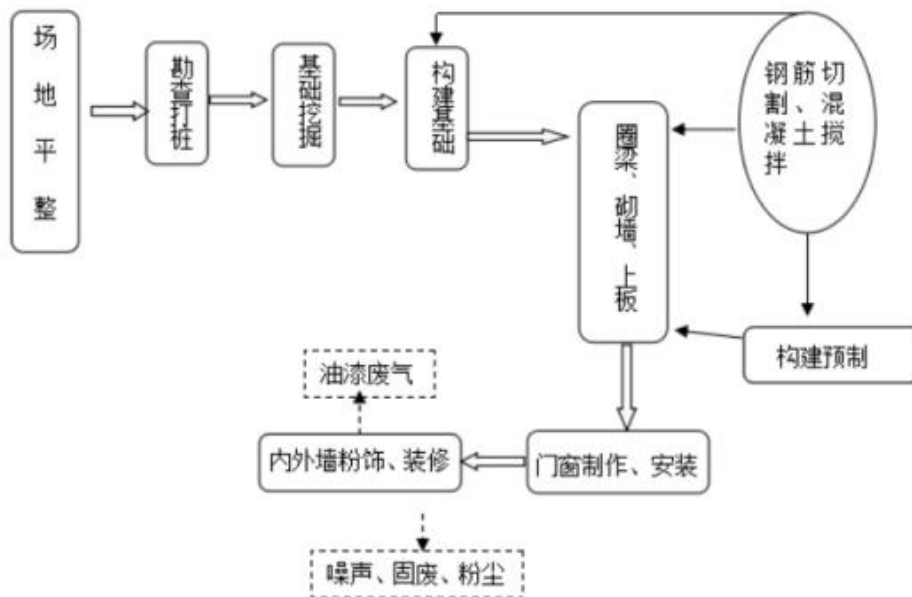 场地平整
勘查打桩
基础挖掘
构建基础
钢筋切
割、混
凝土搅
拌
圈梁、砌墙、上板
构建预制
油漆废气
内外墙粉饰、装修
门窗制作、安装
噪声、固废、粉尘